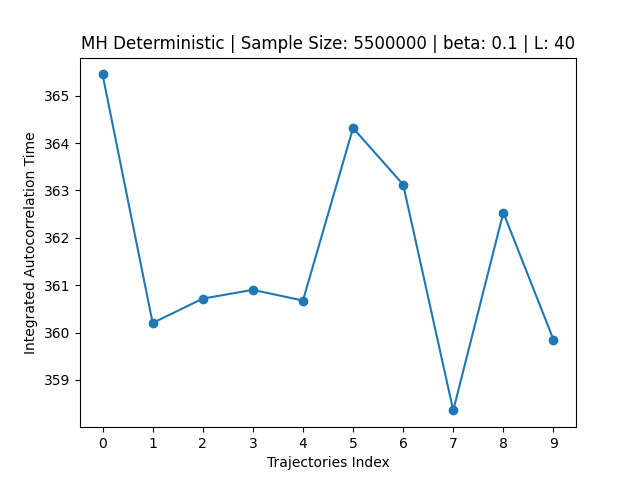 MH Deterministic | Sample Size: 5500000 | beta: 0.1 | L: 40
365
364
363
362
361
360
359
Integrated Autocorrelation Time
0 1 2 3 4 5 6 7 8 9
Trajectories Index